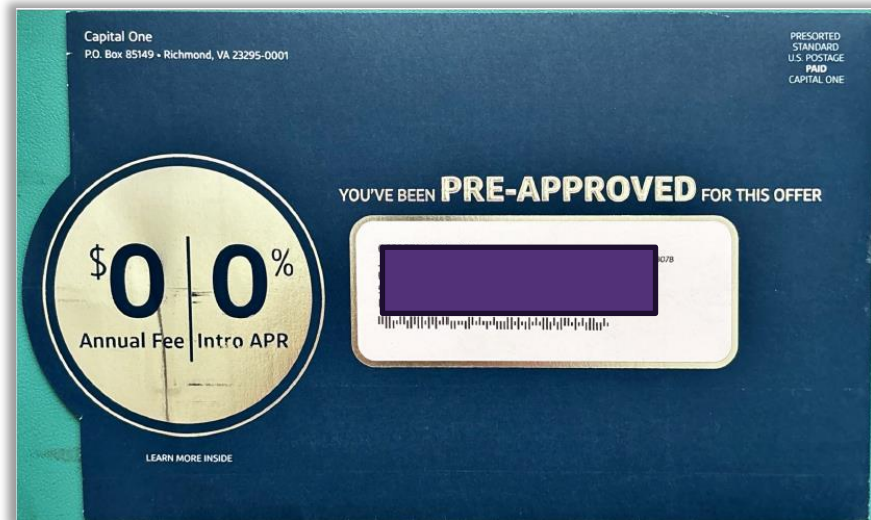 Capital One
P.O. Box 85149 • Richmond, VA 23295-0001
PRESORTED
STANDARD
U.S. POSTAGE
PAID
CAPITAL ONE
YOU'VE BEEN PRE-APPROVED FOR THIS OFFER
$0 0%
Annual Fee Intro APR
LEARN MORE INSIDE